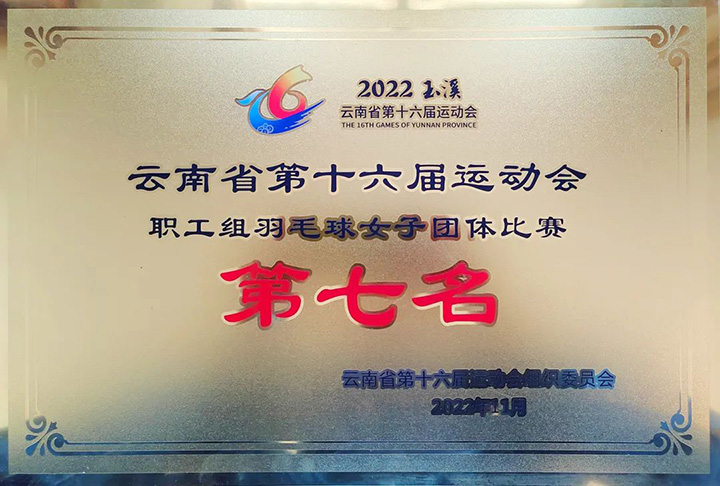 2022 玉溪
云南省第十六届运动会
THE 16TH GAMES OF YUNNAN PROVINCE
云南省第十六届运动会
职工组羽毛球女子团体比赛
第七名
云南省第十六届运动会组织委员会
2022年11月